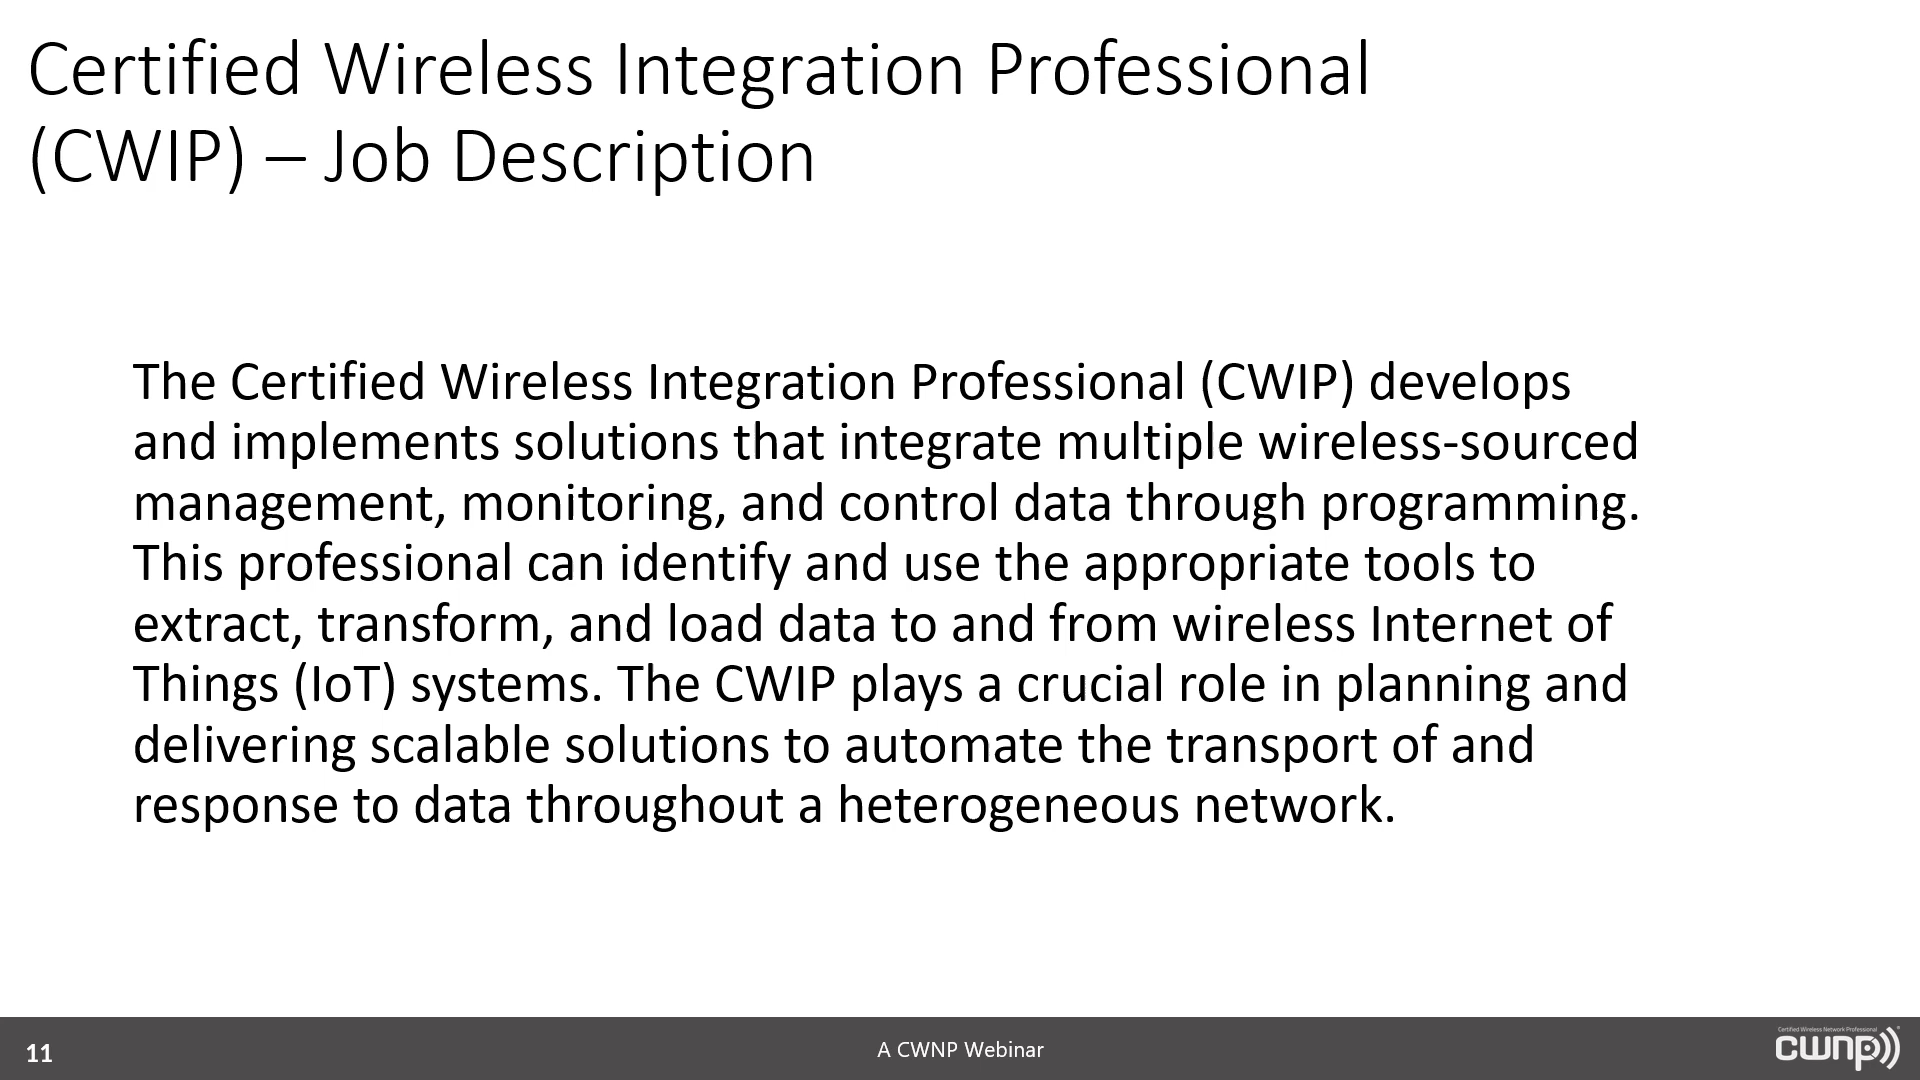 Certified Wireless Integration Professional
(CWIP) – Job Description
The Certified Wireless Integration Professional (CWIP) develops
and implements solutions that integrate multiple wireless-sourced
management, monitoring, and control data through programming.
This professional can identify and use the appropriate tools to
extract, transform, and load data to and from wireless Internet of
Things (IoT) systems. The CWIP plays a crucial role in planning and
delivering scalable solutions to automate the transport of and
response to data throughout a heterogeneous network.
11
A CWNP Webinar
Certified Wireless Network Professional
cwnp